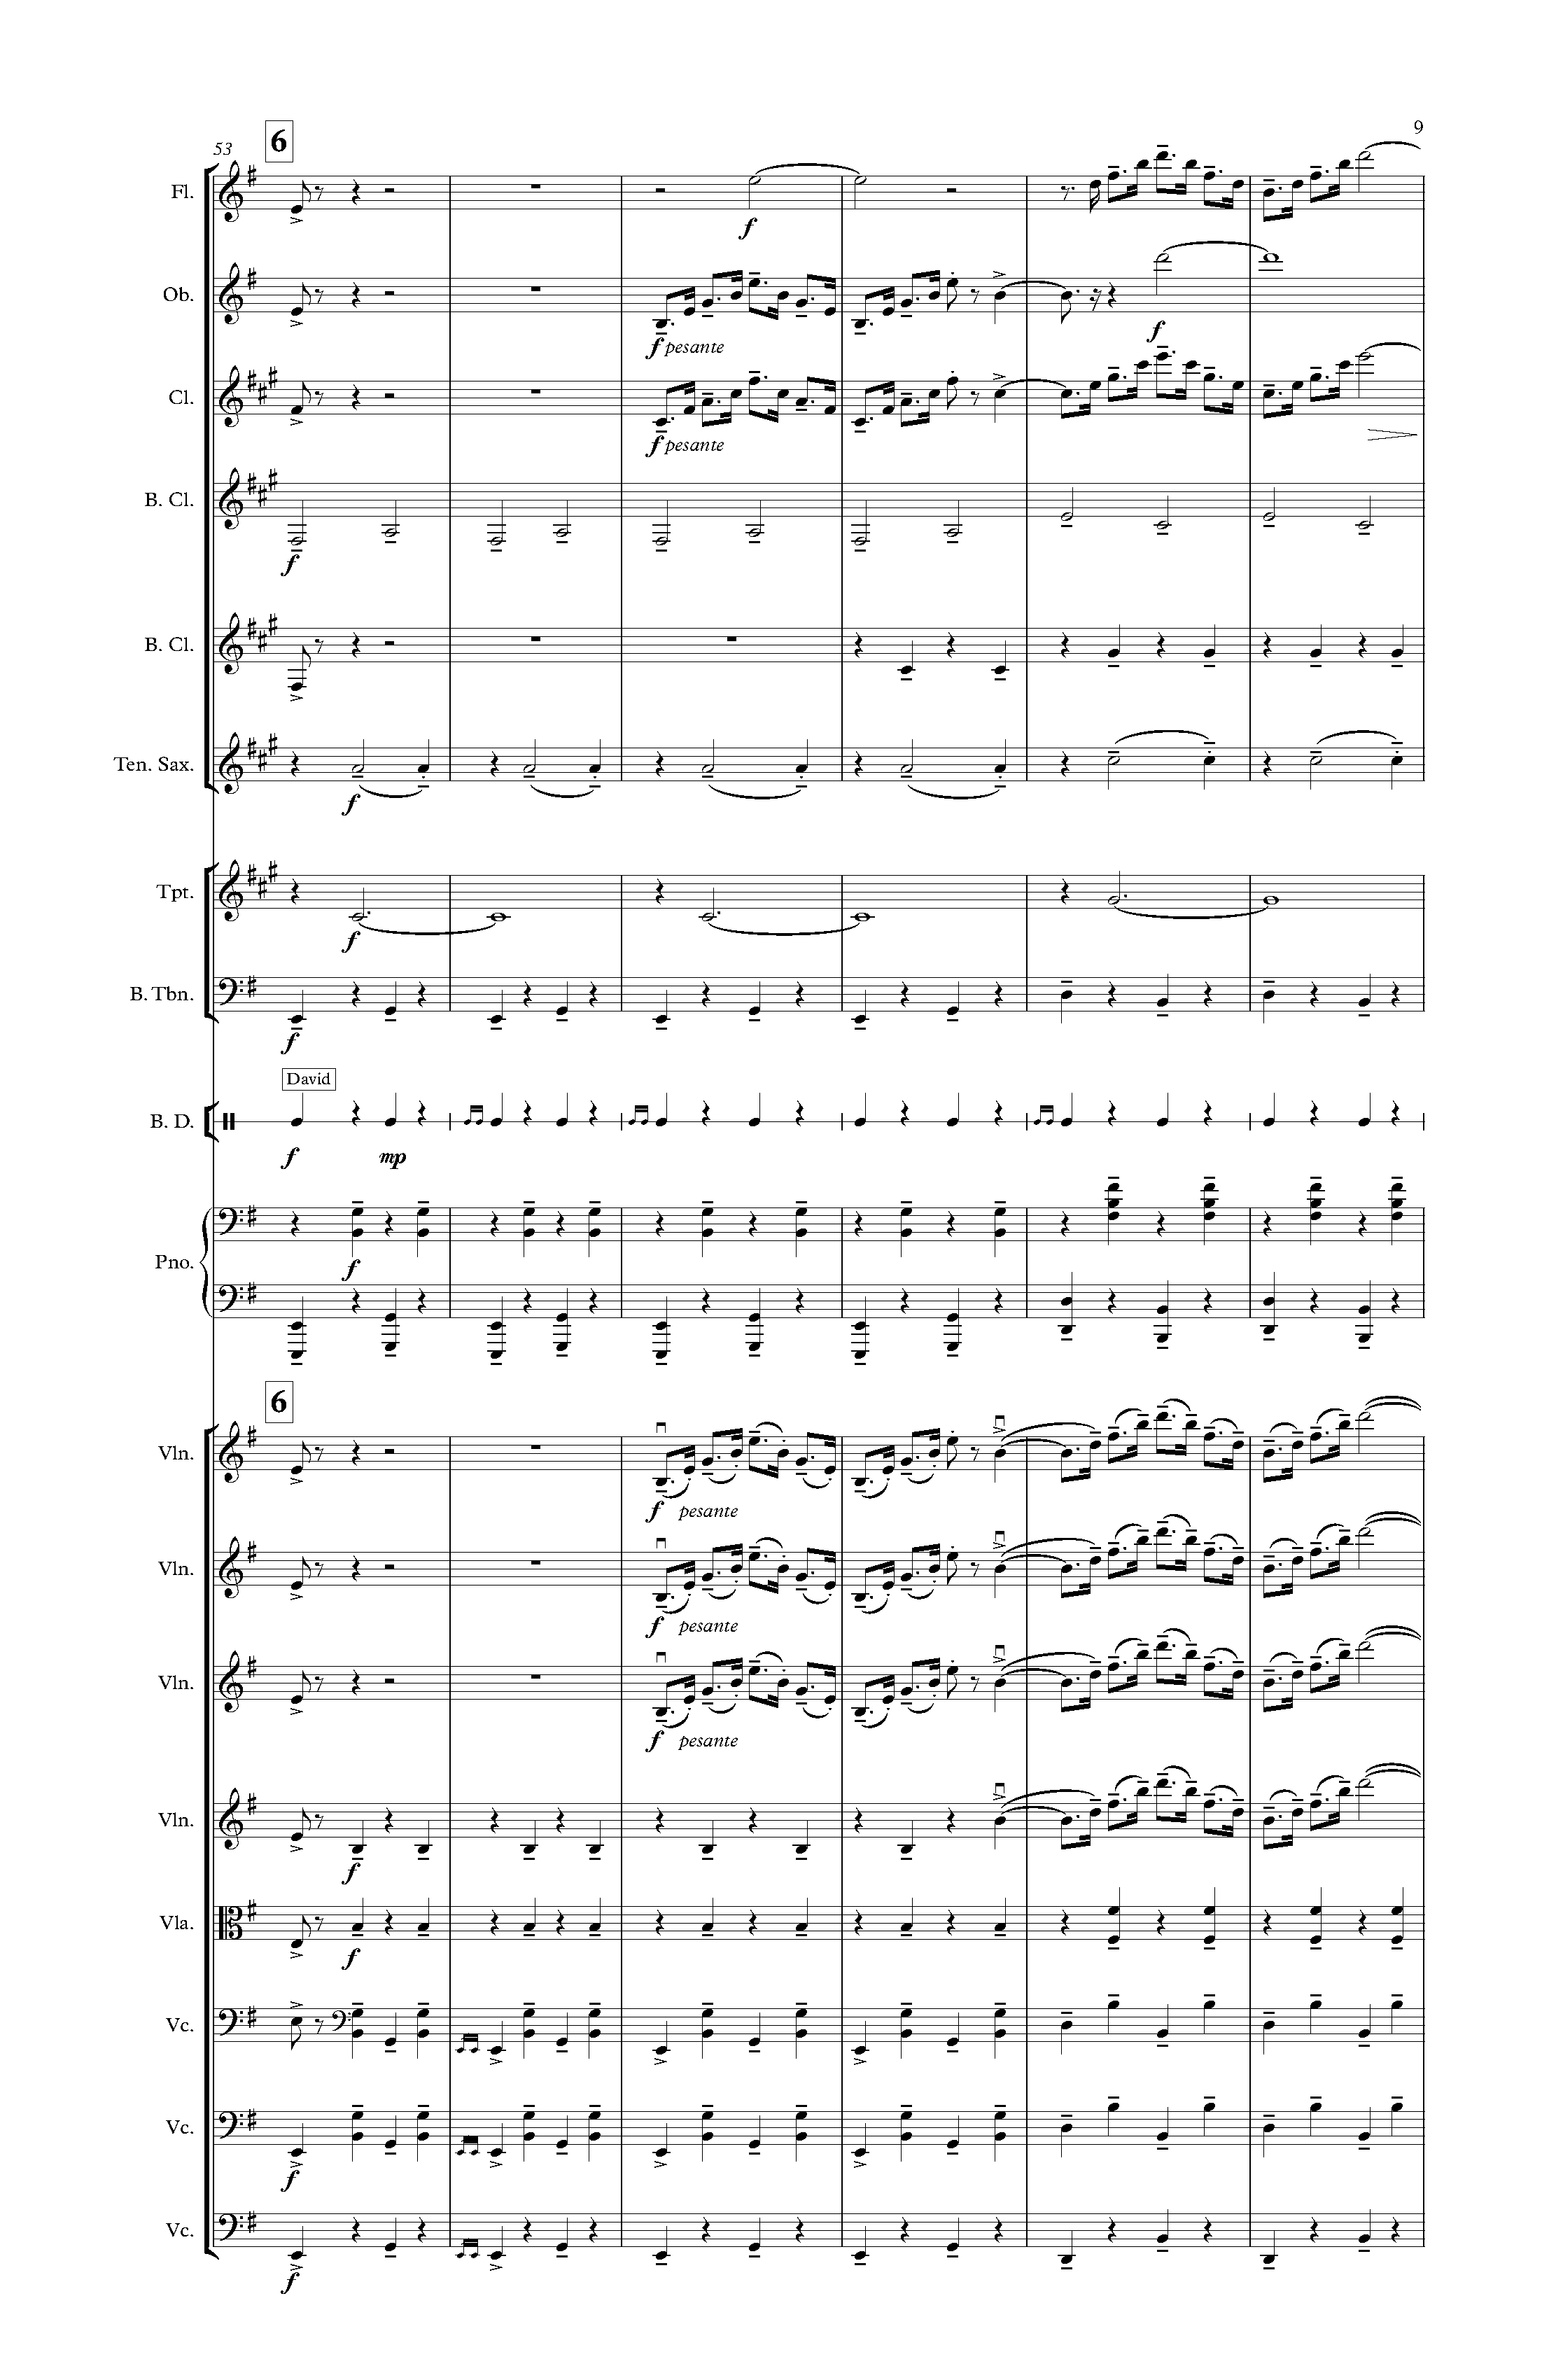 9
53
6
Fl.
f
Ob.
f pesante
f
Cl.
f pesante
B. Cl.
f
B. Cl.
Ten. Sax.
f
Tpt.
f
B. Tbn.
f
David
B. D.
f mp
Pno.
f
6
Vln.
f pesante
Vln.
f pesante
Vln.
f pesante
Vln.
f
Vla.
f
Vc.
Vc.
f
Vc.
f